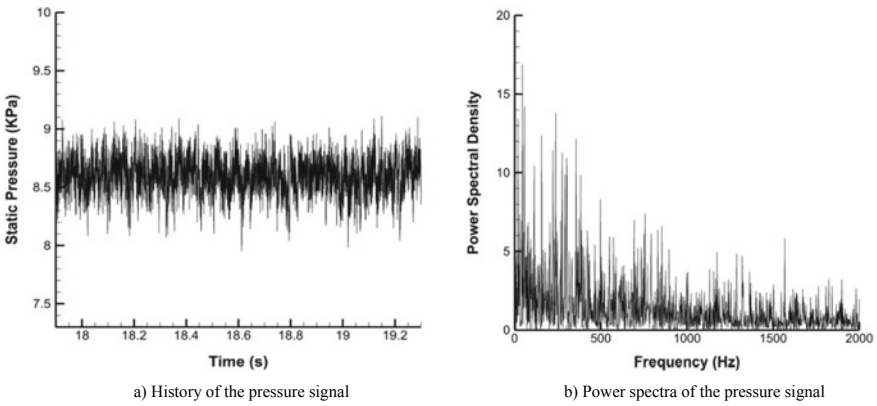 10
9.5
9
8.5
8
7.5
Static Pressure (KPa)
18 18.2 18.4 18.6 18.8 19 19.2
Time (s)
a) History of the pressure signal
20
15
10
5
0
Power Spectral Density
0 500 1000 1500 2000
Frequency (Hz)
b) Power spectra of the pressure signal